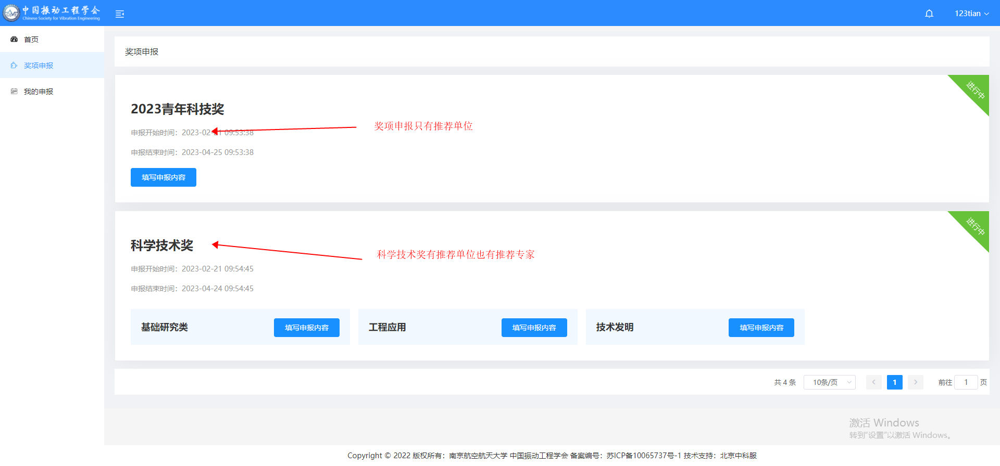 中国振动工程学会
Chinese Society for Vibration Engineering
CSVE
123tian
首页
奖项申报
我的申报
奖项申报
进行中
2023青年科技奖
申报开始时间：2023-02-21 09:53:38
奖项申报只有推荐单位
申报结束时间：2023-04-25 09:53:38
填写申报内容
进行中
科学技术奖
科学技术奖有推荐单位也有推荐专家
申报开始时间：2023-02-21 09:54:45
申报结束时间：2023-04-24 09:54:45
基础研究类 填写申报内容 工程应用 填写申报内容 技术发明 填写申报内容
共 4 条 10条/页 1 前往 1 页
激活 Windows
转到“设置”以激活 Windows。
Copyright © 2022 版权所有：南京航空航天大学 中国振动工程学会 备案编号：苏ICP备10065737号-1 技术支持：北京中科服